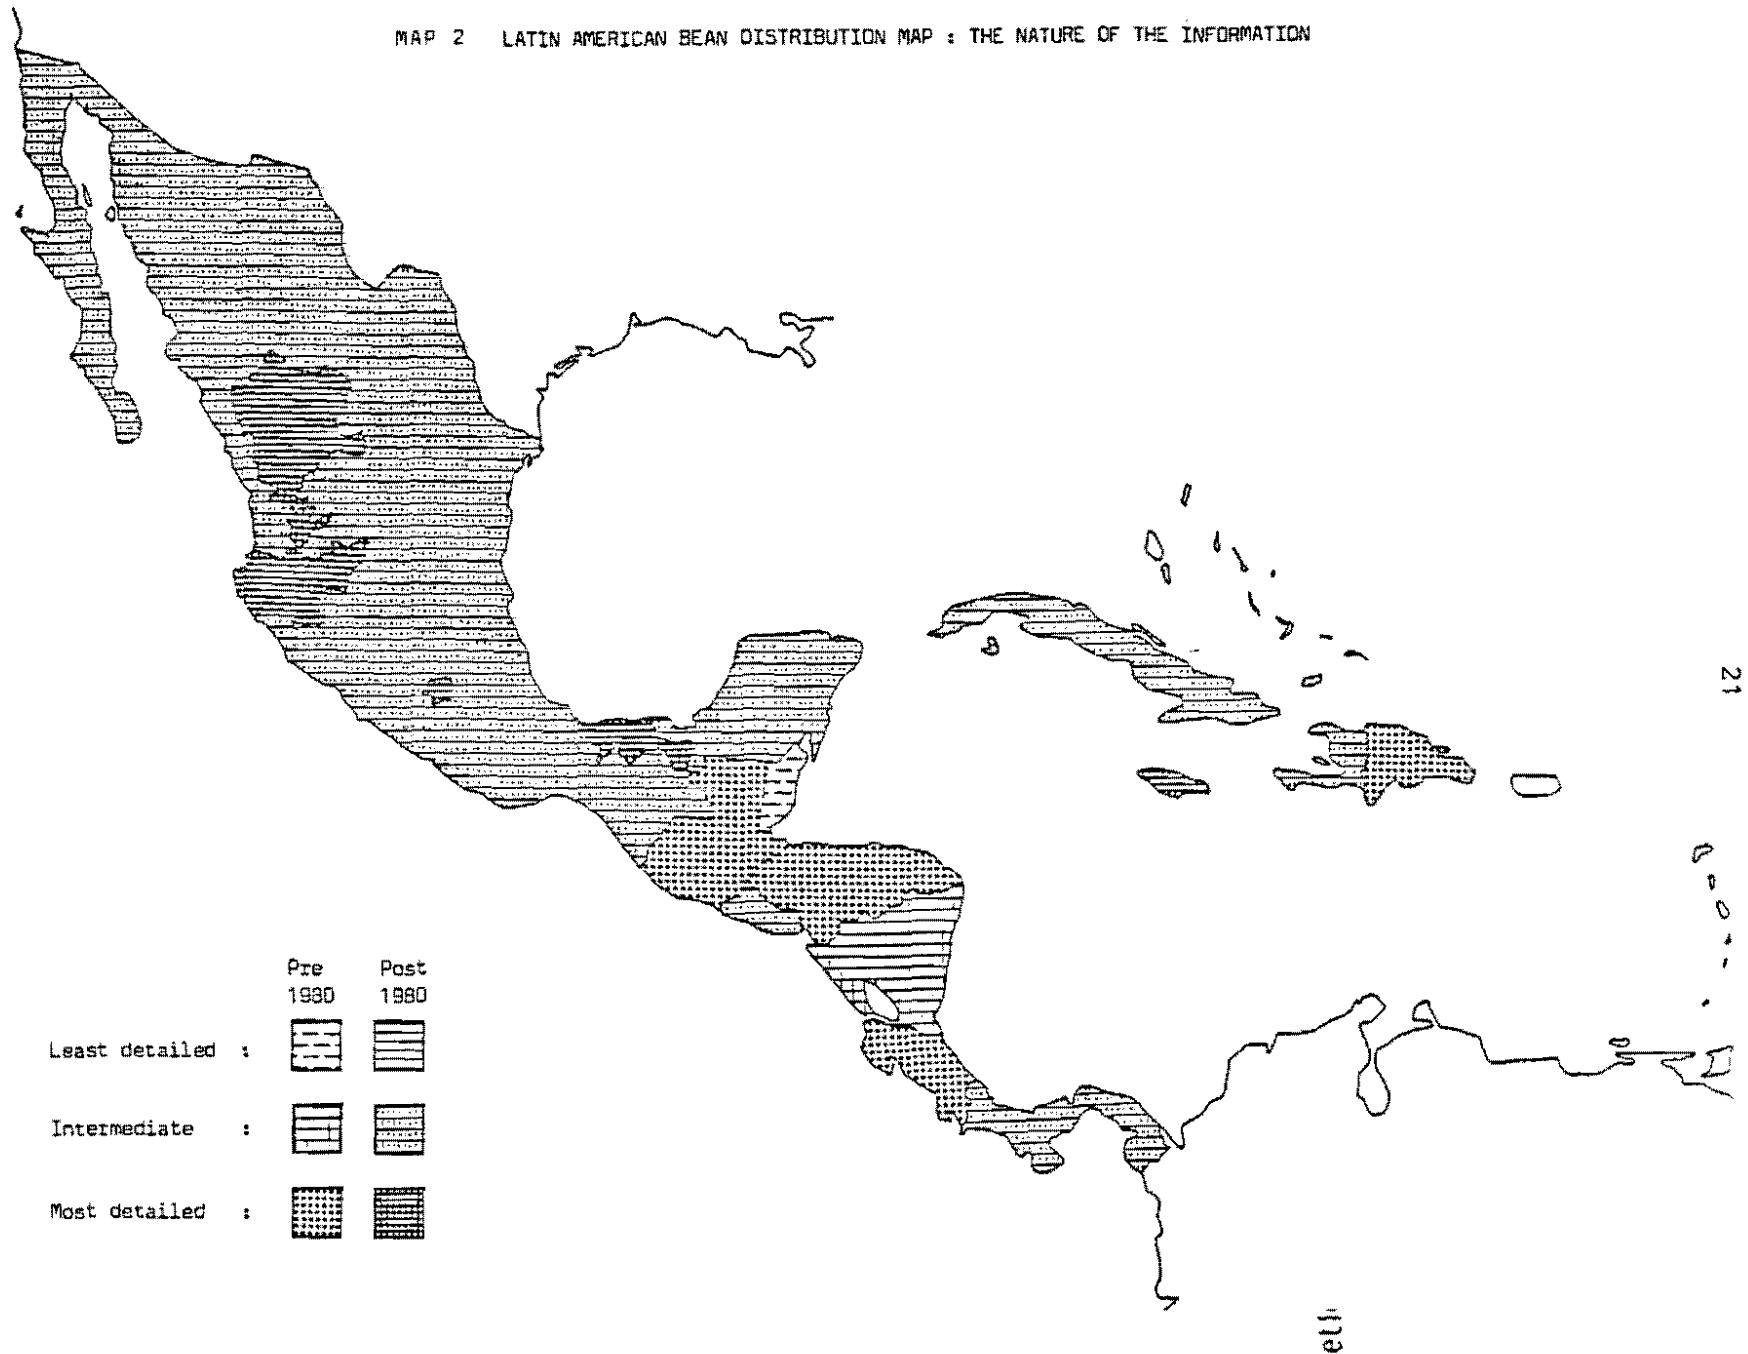 MAP 2 LATIN AMERICAN BEAN DISTRIBUTION MAP : THE NATURE OF THE INFORMATION
21
Pre Post
1980 1980
Least detailed :
Intermediate :
Most detailed :